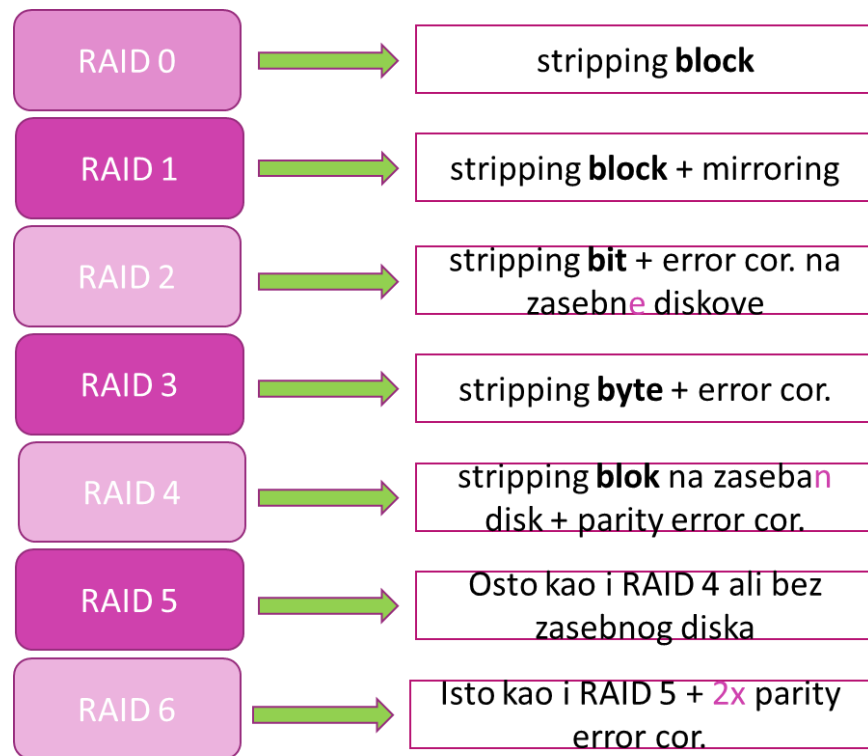 RAID 0
stripping block
RAID 1
stripping block + mirroring
RAID 2
stripping bit + error cor. na
zasebne diskove
RAID 3
stripping byte + error cor.
RAID 4
stripping blok na zaseban
disk + parity error cor.
RAID 5
Osto kao i RAID 4 ali bez
zasebnog diska
RAID 6
Isto kao i RAID 5 + 2x parity
error cor.